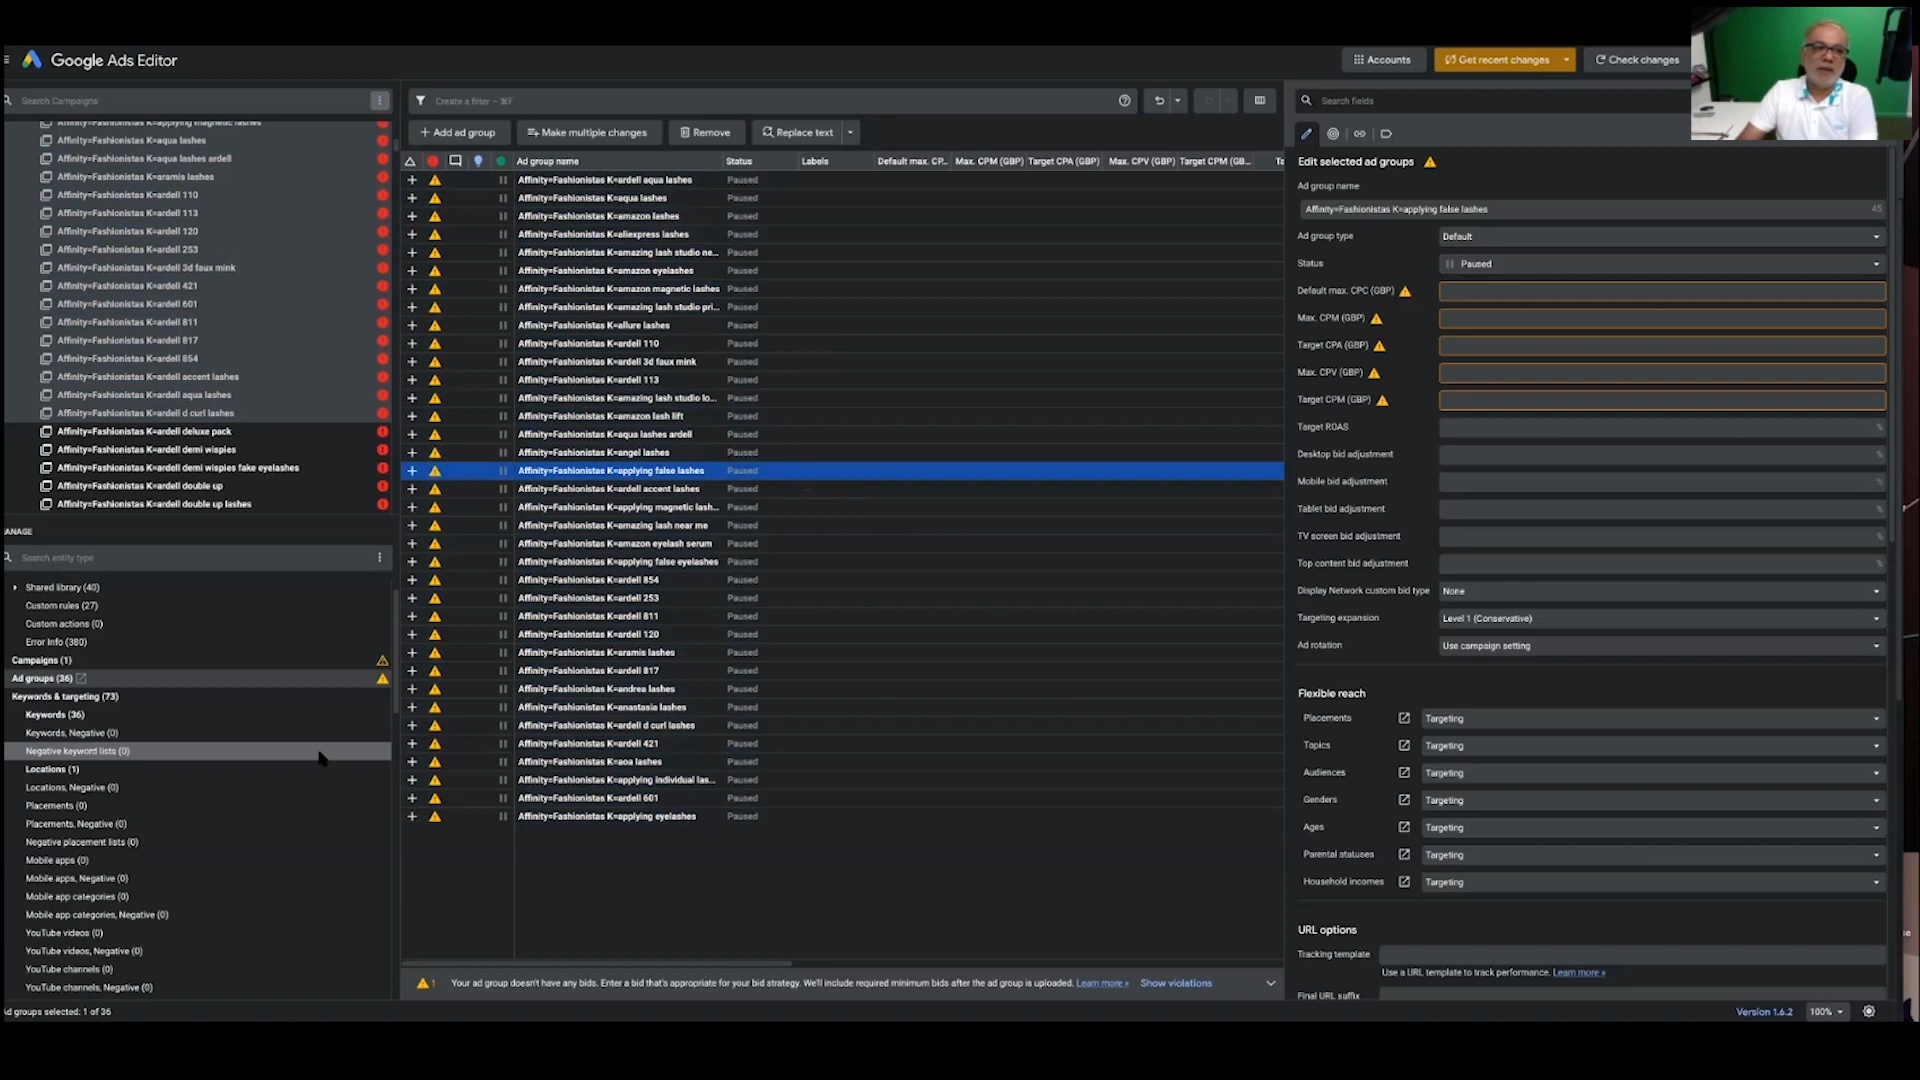 Google Ads Editor
Accounts
Get recent changes
Check changes
Search Campaigns
Create a filter - ⌘F
Search fields
Affinity=Fashionistas K=applying magnetic lashes
Affinity=Fashionistas K=aqua lashes
Affinity=Fashionistas K=aqua lashes ardell
Affinity=Fashionistas K=aramis lashes
Affinity=Fashionistas K=ardell 110
Affinity=Fashionistas K=ardell 113
Affinity=Fashionistas K=ardell 120
Affinity=Fashionistas K=ardell 253
Affinity=Fashionistas K=ardell 3d faux mink
Affinity=Fashionistas K=ardell 421
Affinity=Fashionistas K=ardell 601
Affinity=Fashionistas K=ardell 811
Affinity=Fashionistas K=ardell 817
Affinity=Fashionistas K=ardell 854
Affinity=Fashionistas K=ardell accent lashes
Affinity=Fashionistas K=ardell aqua lashes
Affinity=Fashionistas K=ardell d curl lashes
Affinity=Fashionistas K=ardell deluxe pack
Affinity=Fashionistas K=ardell demi wispies
Affinity=Fashionistas K=ardell demi wispies fake eyelashes
Affinity=Fashionistas K=ardell double up
Affinity=Fashionistas K=ardell double up lashes
ANAGE
Search entity type
Shared library (40)
Custom rules (27)
Custom actions (0)
Error Info (380)
Campaigns (1)
Ad groups (36)
Keywords & targeting (73)
Keywords (36)
Keywords, Negative (0)
Negative keyword lists (0)
Locations (1)
Locations, Negative (0)
Placements (0)
Placements, Negative (0)
Negative placement lists (0)
Mobile apps (0)
Mobile apps, Negative (0)
Mobile app categories (0)
Mobile app categories, Negative (0)
YouTube videos (0)
YouTube videos, Negative (0)
YouTube channels (0)
YouTube channels, Negative (0)
Ad groups selected: 1 of 36
Add ad group
Make multiple changes
Remove
Replace text
Ad group name Status Labels Default max. CP... Max. CPM (GBP) Target CPA (GBP) Max. CPV (GBP) Target CPM (GB... Ta
Affinity=Fashionistas K=ardell aqua lashes Paused
Affinity=Fashionistas K=aqua lashes Paused
Affinity=Fashionistas K=amazon lashes Paused
Affinity=Fashionistas K=aliexpress lashes Paused
Affinity=Fashionistas K=amazing lash studio ne... Paused
Affinity=Fashionistas K=amazon eyelashes Paused
Affinity=Fashionistas K=amazon magnetic lashes Paused
Affinity=Fashionistas K=amazing lash studio pri... Paused
Affinity=Fashionistas K=allure lashes Paused
Affinity=Fashionistas K=ardell 110 Paused
Affinity=Fashionistas K=ardell 3d faux mink Paused
Affinity=Fashionistas K=ardell 113 Paused
Affinity=Fashionistas K=amazing lash studio lo... Paused
Affinity=Fashionistas K=amazon lash lift Paused
Affinity=Fashionistas K=aqua lashes ardell Paused
Affinity=Fashionistas K=angel lashes Paused
Affinity=Fashionistas K=applying false lashes Paused
Affinity=Fashionistas K=ardell accent lashes Paused
Affinity=Fashionistas K=applying magnetic lash... Paused
Affinity=Fashionistas K=amazing lash near me Paused
Affinity=Fashionistas K=amazon eyelash serum Paused
Affinity=Fashionistas K=applying false eyelashes Paused
Affinity=Fashionistas K=ardell 854 Paused
Affinity=Fashionistas K=ardell 253 Paused
Affinity=Fashionistas K=ardell 811 Paused
Affinity=Fashionistas K=ardell 120 Paused
Affinity=Fashionistas K=aramis lashes Paused
Affinity=Fashionistas K=ardell 817 Paused
Affinity=Fashionistas K=andrea lashes Paused
Affinity=Fashionistas K=anastasia lashes Paused
Affinity=Fashionistas K=ardell d curl lashes Paused
Affinity=Fashionistas K=ardell 421 Paused
Affinity=Fashionistas K=aoa lashes Paused
Affinity=Fashionistas K=applying individual las... Paused
Affinity=Fashionistas K=ardell 601 Paused
Affinity=Fashionistas K=applying eyelashes Paused
1 Your ad group doesn't have any bids. Enter a bid that's appropriate for your bid strategy. We'll include required minimum bids after the ad group is uploaded. Learn more » Show violations
Edit selected ad groups
Ad group name
Affinity=Fashionistas K=applying false lashes 45
Ad group type Default
Status Paused
Default max. CPC (GBP)
Max. CPM (GBP)
Target CPA (GBP)
Max. CPV (GBP)
Target CPM (GBP)
Target ROAS %
Desktop bid adjustment %
Mobile bid adjustment %
Tablet bid adjustment %
TV screen bid adjustment %
Top content bid adjustment %
Display Network custom bid type None
Targeting expansion Level 1 (Conservative)
Ad rotation Use campaign setting
Flexible reach
Placements Targeting
Topics Targeting
Audiences Targeting
Genders Targeting
Ages Targeting
Parental statuses Targeting
Household incomes Targeting
URL options
Tracking template
Use a URL template to track performance. Learn more »
Final URL suffix
Version 1.6.2 100%